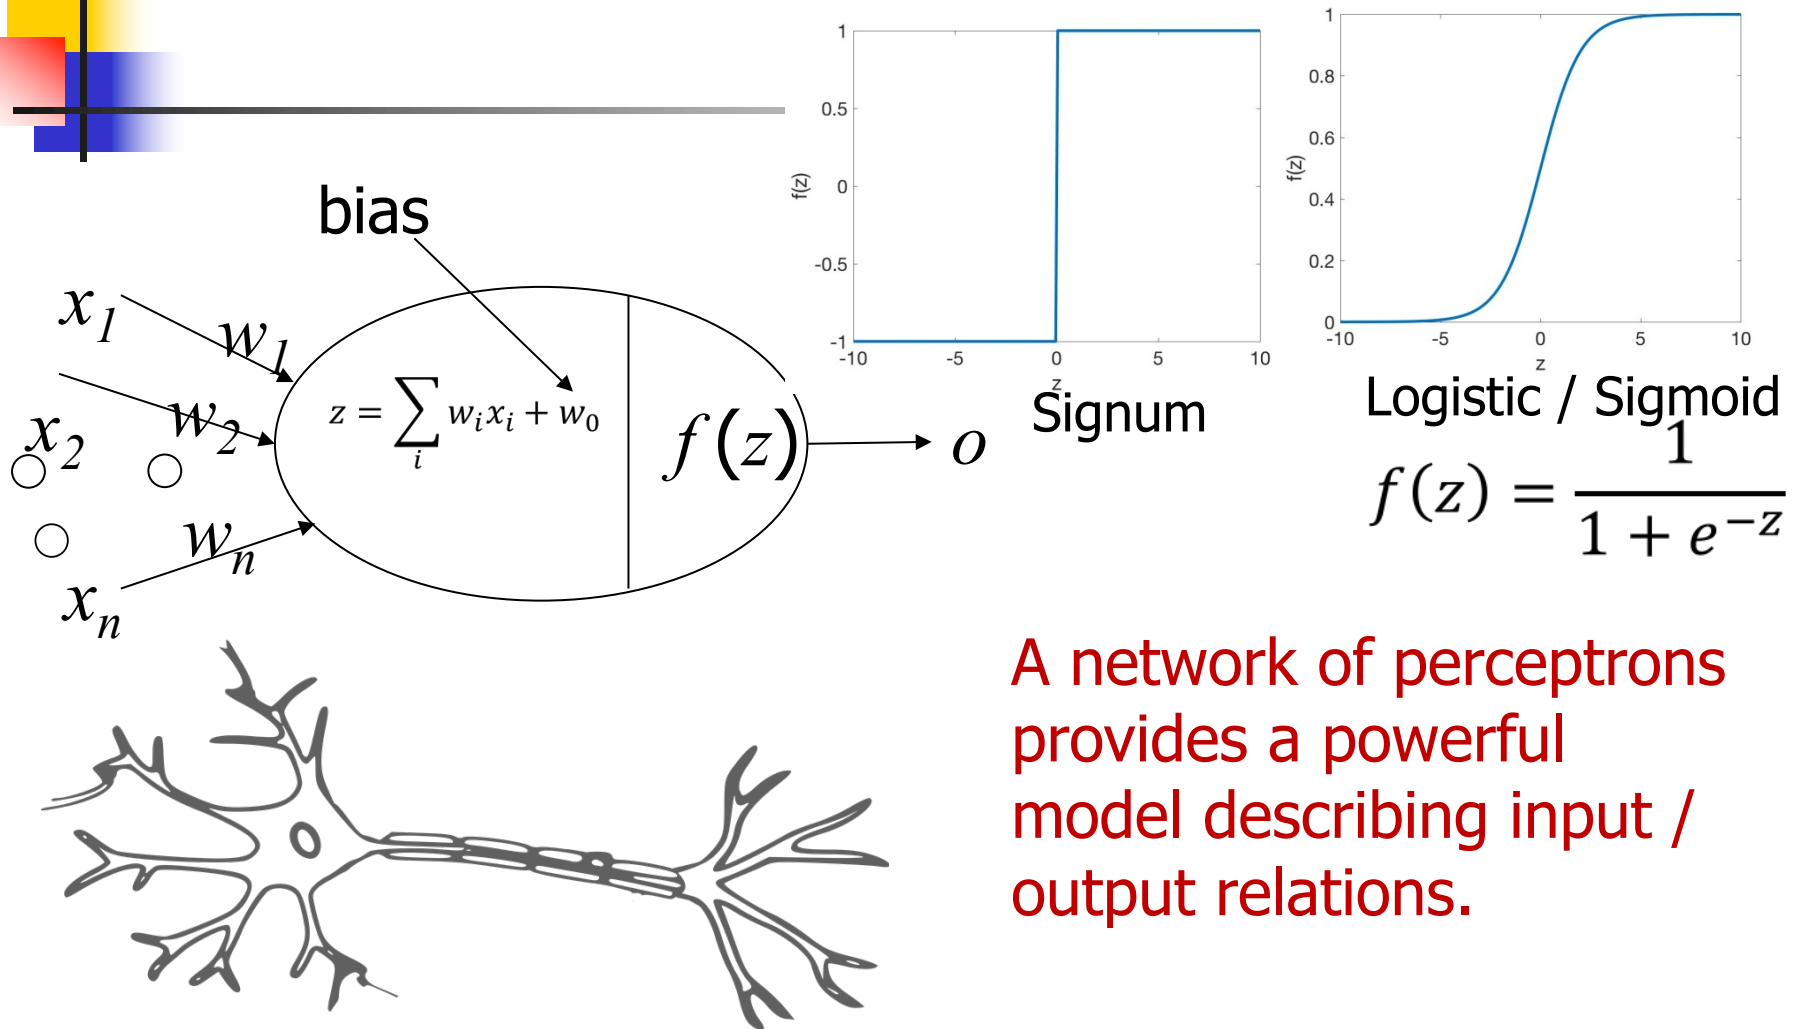 bias
x1
w1
x2
w2
wn
xn
z = ∑i wixi + w0
f(z)
o
1
0.5
0
-0.5
-1
-10 -5 0 5 10
z
f(z)
Signum
1
0.8
0.6
0.4
0.2
0
-10 -5 0 5 10
z
f(z)
Logistic / Sigmoid
f(z) = 1 / 1 + e^-z
A network of perceptrons
provides a powerful
model describing input /
output relations.